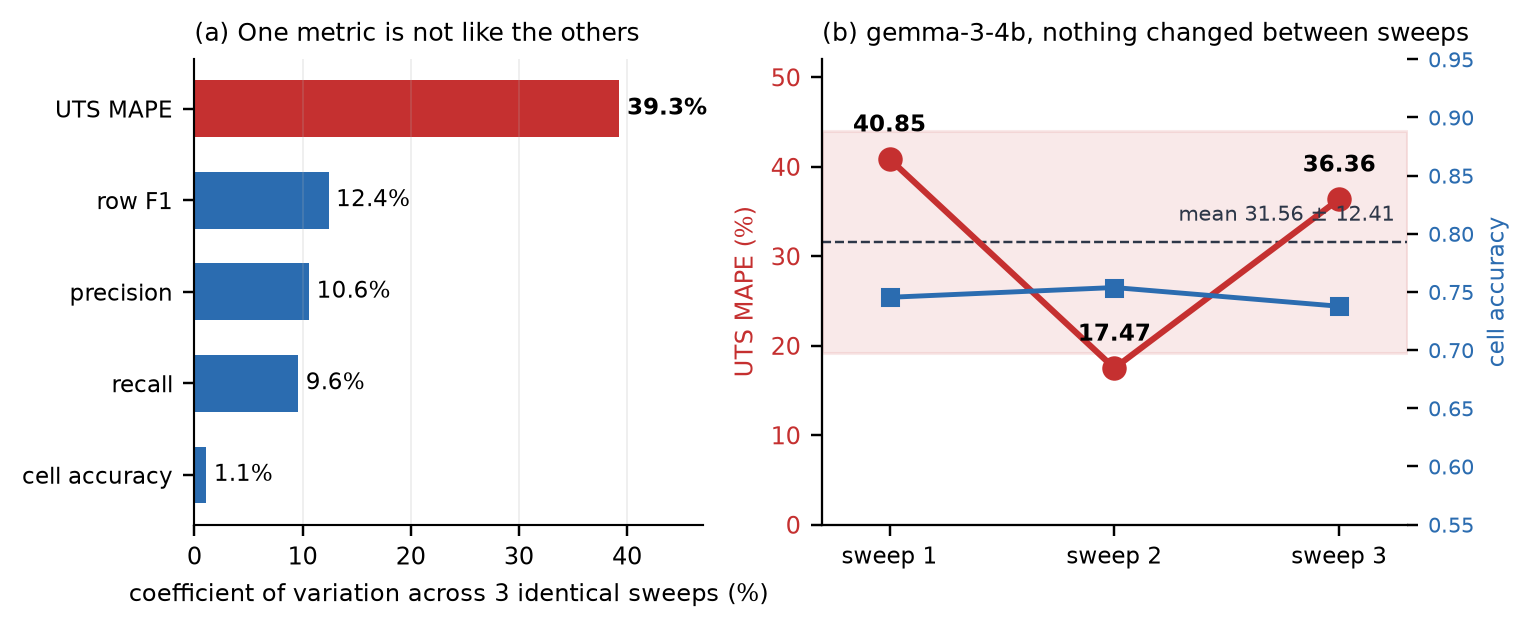 (a) One metric is not like the others
UTS MAPE
39.3%
row F1
12.4%
precision
10.6%
recall
9.6%
cell accuracy
1.1%
0 10 20 30 40
coefficient of variation across 3 identical sweeps (%)
(b) gemma-3-4b, nothing changed between sweeps
UTS MAPE (%)
50
40
30
20
10
0
40.85
17.47
36.36
mean 31.56 ± 12.41
sweep 1 sweep 2 sweep 3
0.95
0.90
0.85
0.80
0.75
0.70
0.65
0.60
0.55
cell accuracy